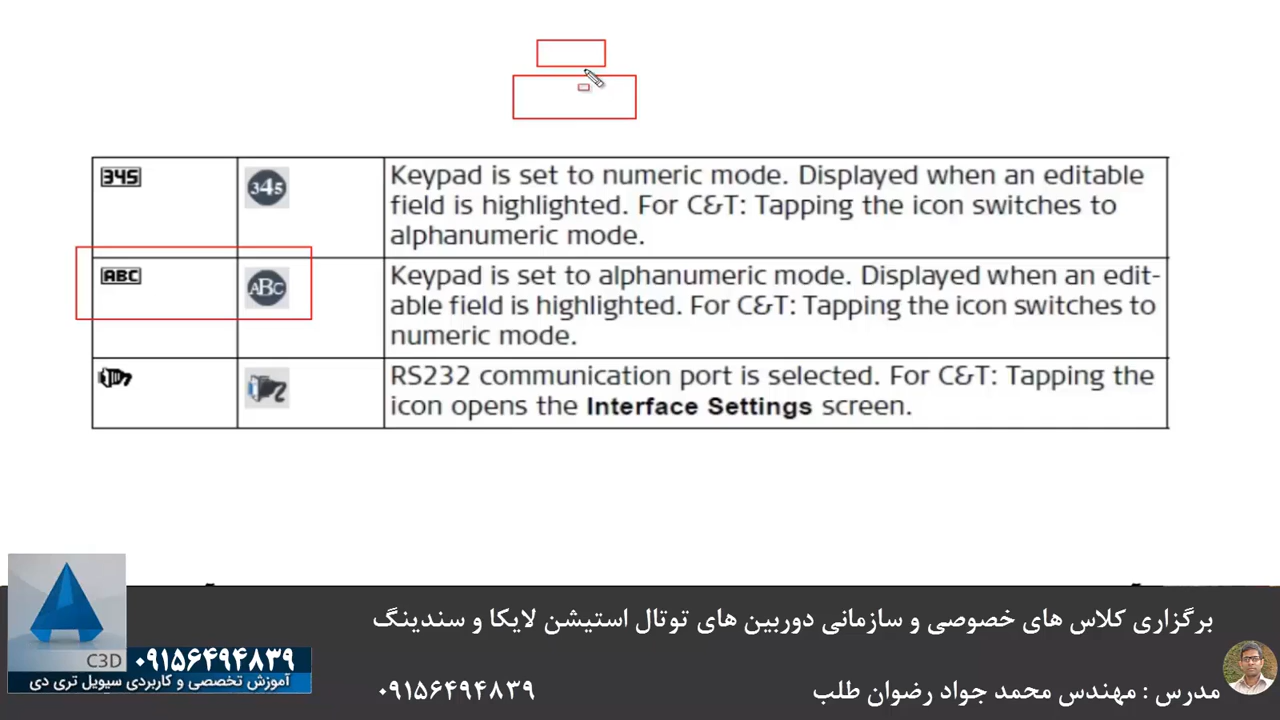 345
345
Keypad is set to numeric mode. Displayed when an editable
field is highlighted. For C&T: Tapping the icon switches to
alphanumeric mode.
ABC
ABC
Keypad is set to alphanumeric mode. Displayed when an edit-
able field is highlighted. For C&T: Tapping the icon switches to
numeric mode.
RS232 communication port is selected. For C&T: Tapping the
icon opens the Interface Settings screen.
برگزاری کلاس های خصوصی و سازمانی دوربین های توتال استیشن لایکا و سندینگ
C3D
۰۹۱۵۶۴۹۴۸۳۹
آموزش تخصصی و کاربردی سیویل تری دی
مدرس : مهندس محمد جواد رضوان طلب
۰۹۱۵۶۴۹۴۸۳۹